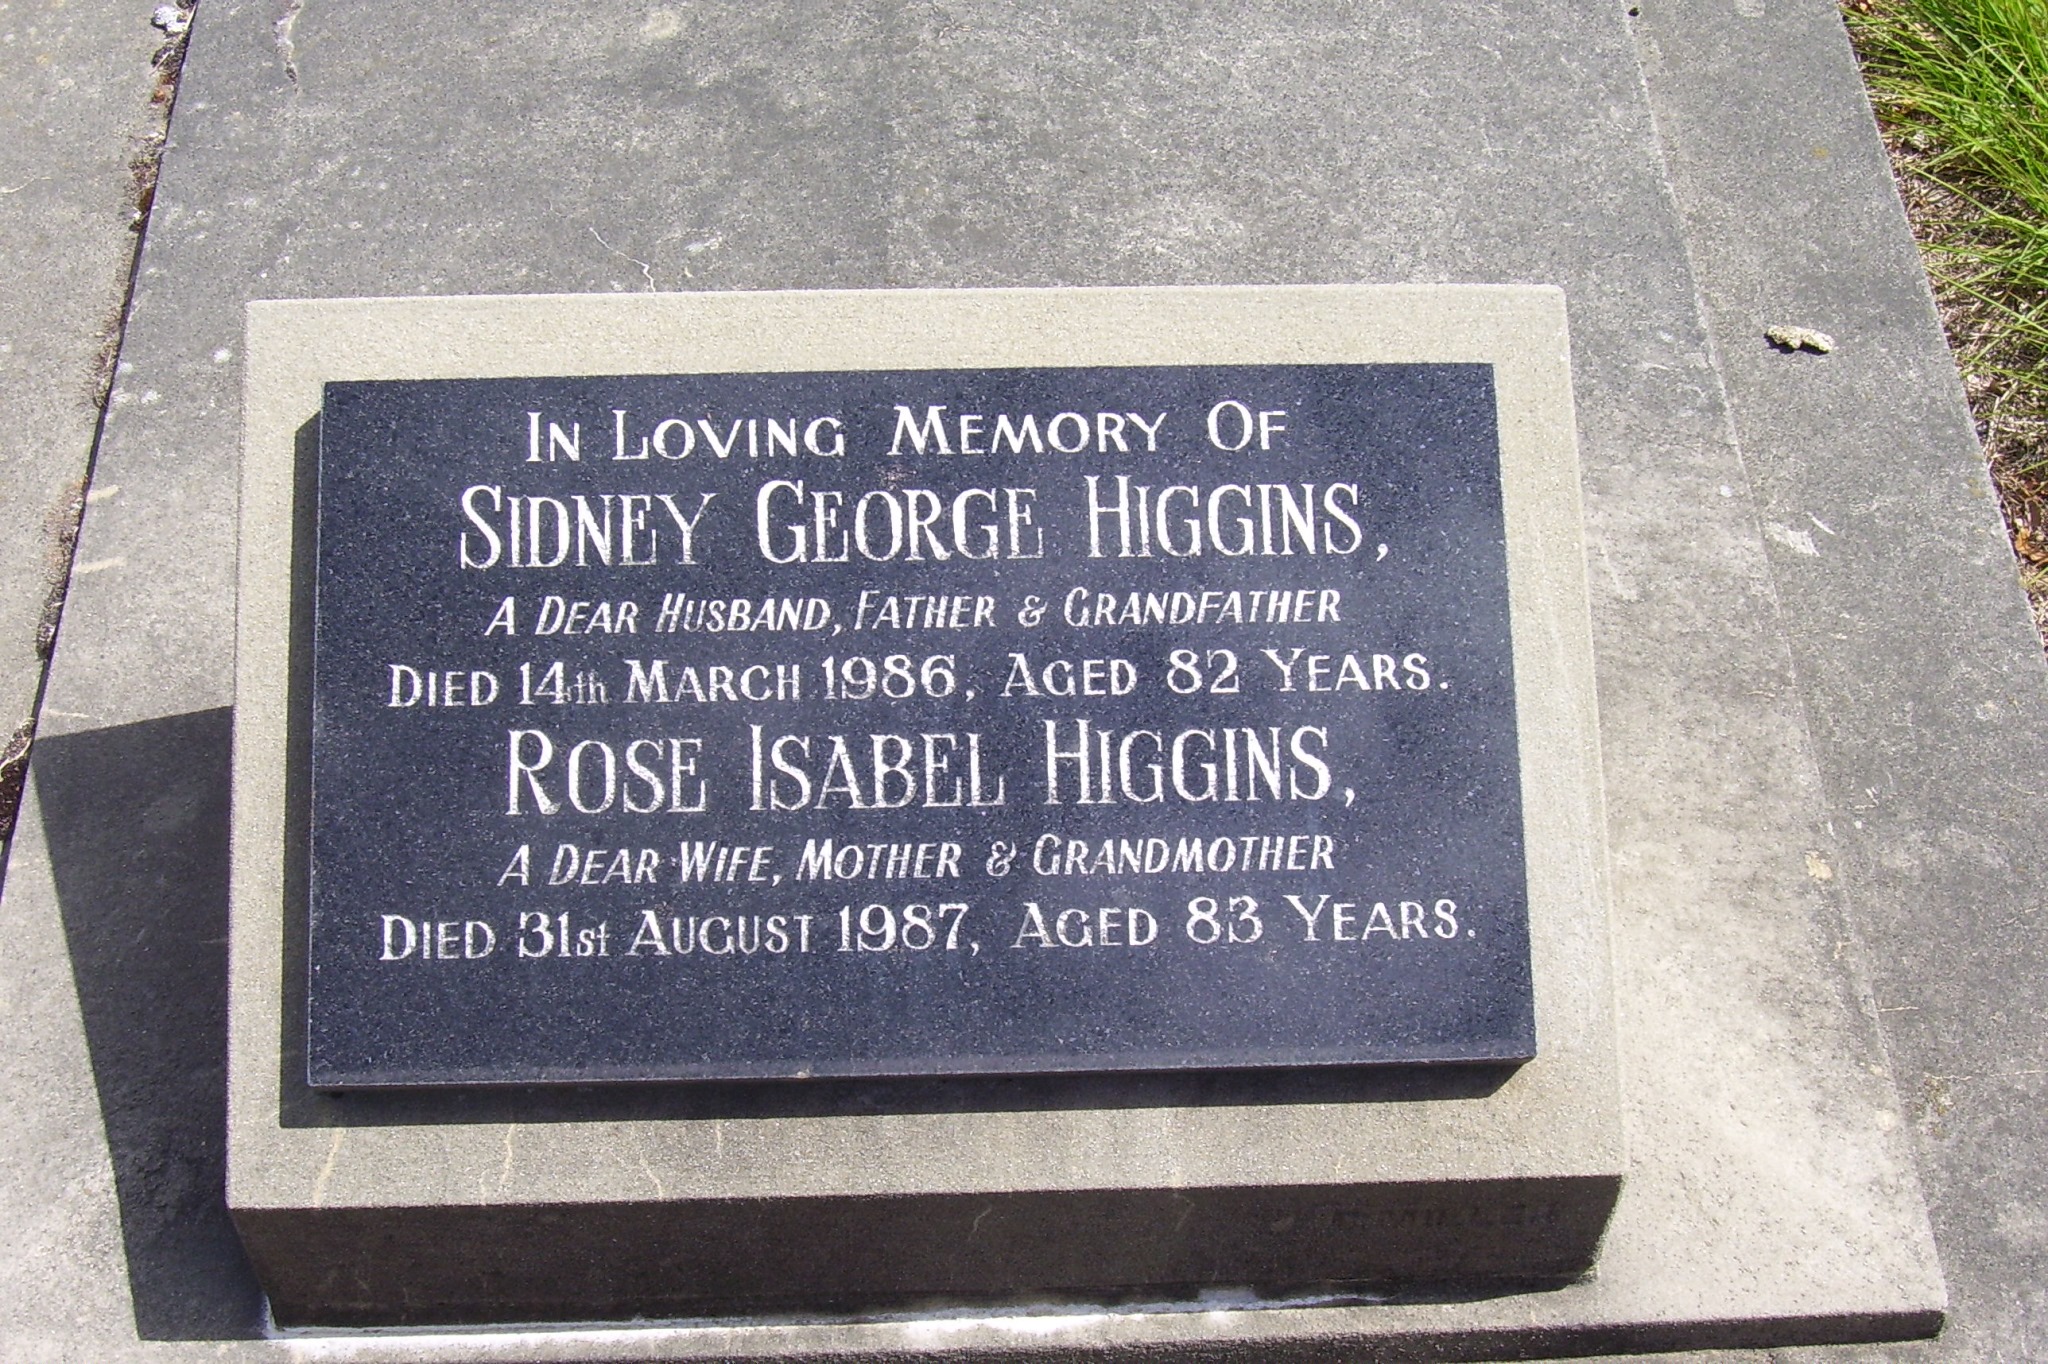 In Loving Memory Of
Sidney George Higgins,
A Dear Husband, Father & Grandfather
Died 14th March 1986, Aged 82 Years.
Rose Isabel Higgins,
A Dear Wife, Mother & Grandmother
Died 31st August 1987, Aged 83 Years.
MILLER